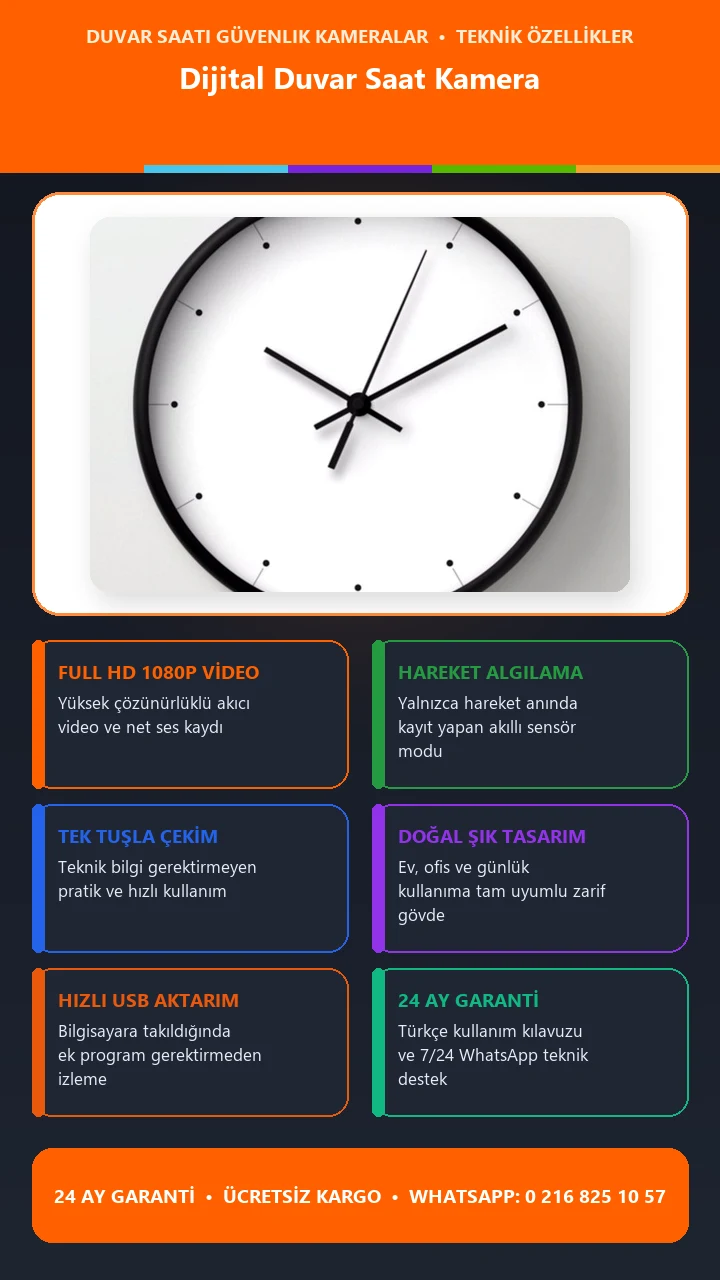 DUVAR SAATI GÜVENLIK KAMERALAR • TEKNİK ÖZELLİKLER
Dijital Duvar Saat Kamera
FULL HD 1080P VİDEO
Yüksek çözünürlüklü akıcı
video ve net ses kaydı
HAREKET ALGILAMA
Yalnızca hareket anında
kayıt yapan akıllı sensör
modu
TEK TUŞLA ÇEKİM
Teknik bilgi gerektirmeyen
pratik ve hızlı kullanım
DOĞAL ŞIK TASARIM
Ev, ofis ve günlük
kullanıma tam uyumlu zarif
gövde
HIZLI USB AKTARIM
Bilgisayara takıldığında
ek program gerektirmeden
izleme
24 AY GARANTİ
Türkçe kullanım kılavuzu
ve 7/24 WhatsApp teknik
destek
24 AY GARANTİ • ÜCRETSİZ KARGO • WHATSAPP: 0 216 825 10 57